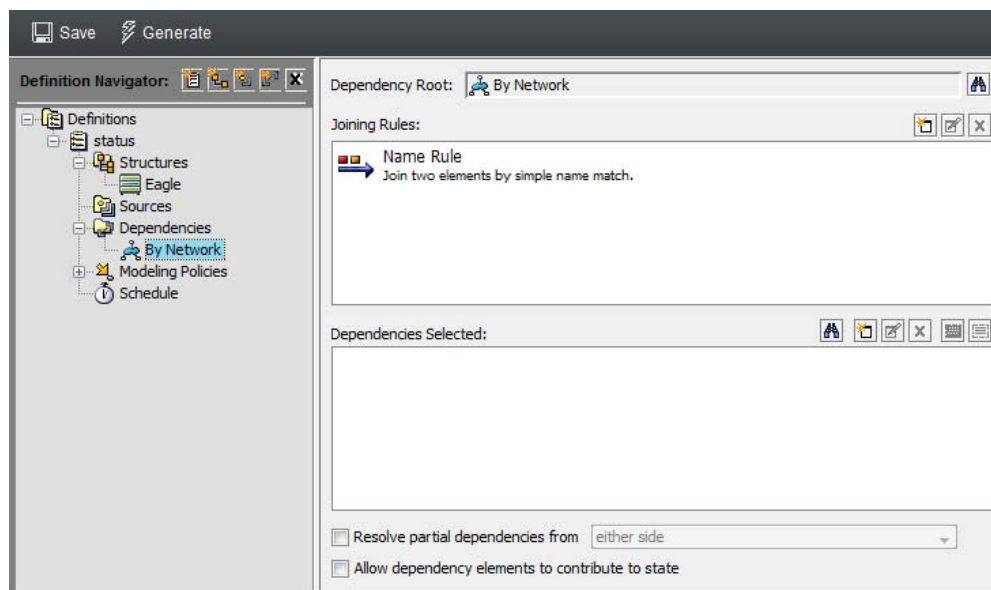 Save Generate
Definition Navigator:
Definitions
status
Structures
Eagle
Sources
Dependencies
By Network
Modeling Policies
Schedule
Dependency Root: By Network
Joining Rules:
Name Rule
Join two elements by simple name match.
Dependencies Selected:
Resolve partial dependencies from either side
Allow dependency elements to contribute to state